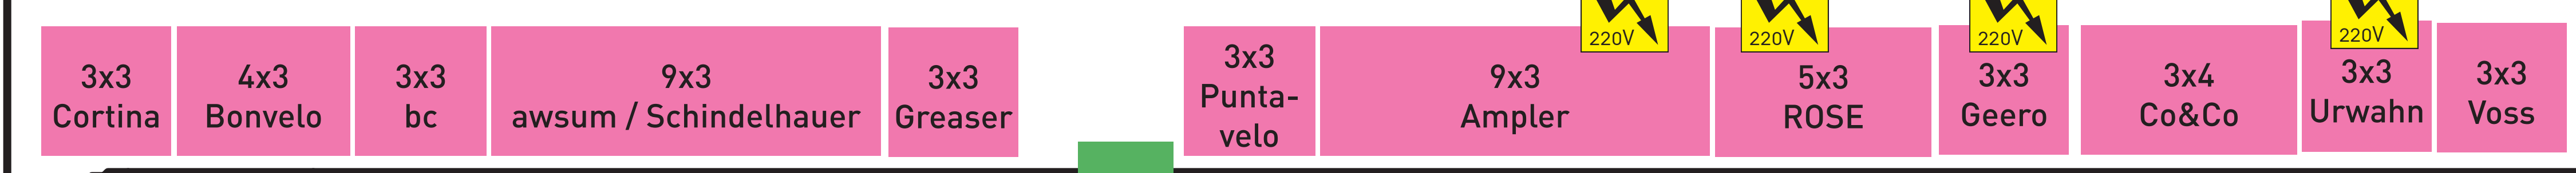 3x3
Cortina
4x3
Bonvelo
3x3
bc
9x3
awsum / Schindelhauer
3x3
Greaser
3x3
Punta-
velo
9x3
Ampler
220V
220V
5x3
ROSE
220V
3x3
Geero
3x4
Co&Co
220V
3x3
Urwahn
3x3
Voss